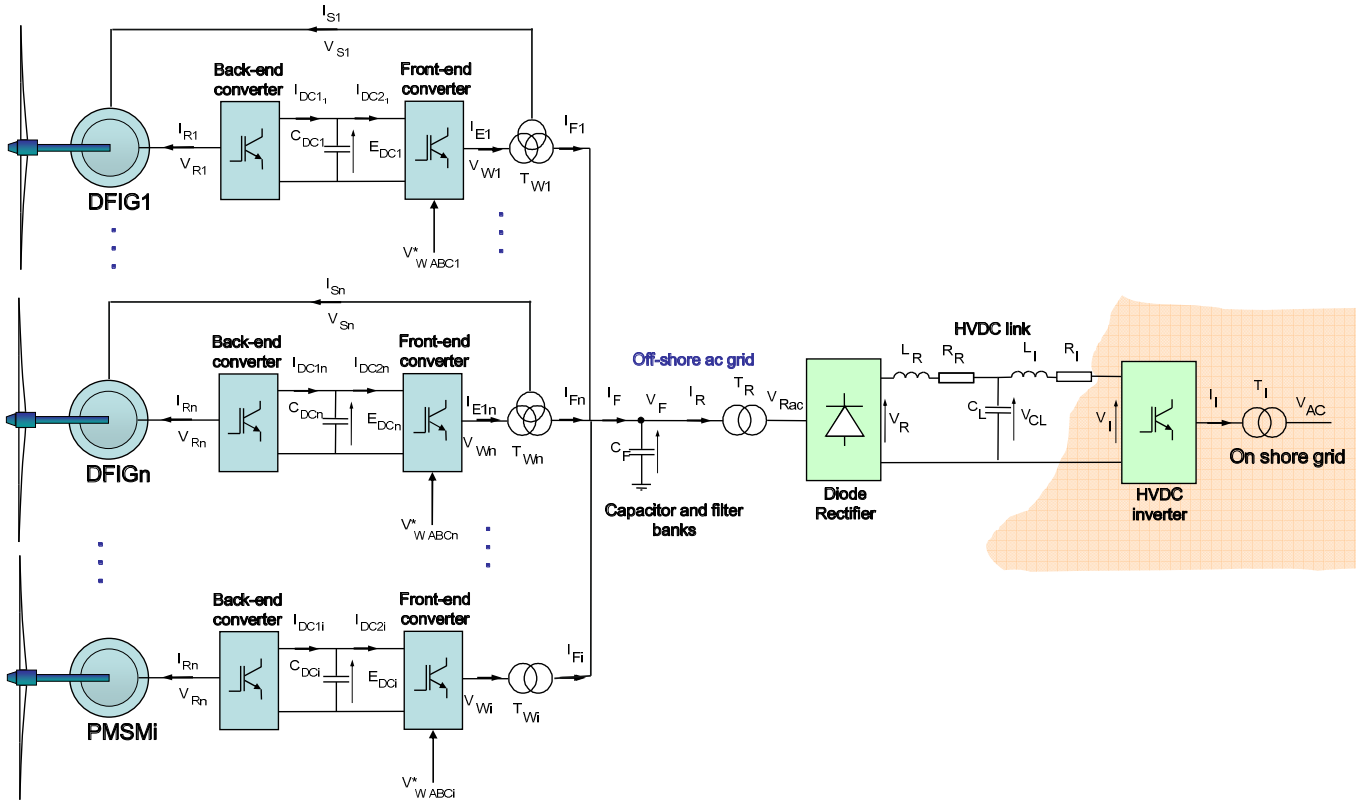 I S1
V S1
Back-end
converter
Front-end
converter
I DC1 1
I DC2 1
I R1
V R1
C DC1
E DC1
I E1
V W1
I F1
T W1
DFIG1
V* W ABC1
I Sn
V Sn
Back-end
converter
Front-end
converter
I DC1n
I DC2n
I Rn
V Rn
C DCn
E DCn
I E1n
V Wn
T Wn
I Fn
DFIGn
V* W ABCn
Off-shore ac grid
I F
V F
I R
T R
V Rac
C F
Capacitor and filter
banks
Diode
Rectifier
HVDC link
L R
R R
L I
R I
V R
C L
V CL
V I
HVDC
inverter
I I
T I
V AC
On shore grid
Back-end
converter
Front-end
converter
I DC1i
I DC2i
I Rn
V Rn
C DCi
E DCi
V Wi
T Wi
I Fi
PMSMi
V* W ABCi